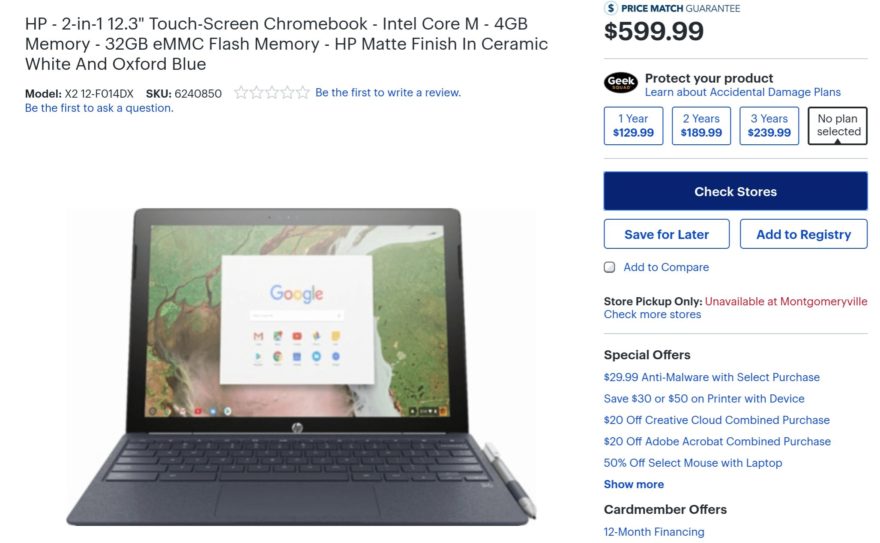 HP - 2-in-1 12.3" Touch-Screen Chromebook - Intel Core M - 4GB
Memory - 32GB eMMC Flash Memory - HP Matte Finish In Ceramic
White And Oxford Blue
Model: X2 12-F014DX SKU: 6240850 Be the first to write a review.
Be the first to ask a question.
Google
hp
$ PRICE MATCH GUARANTEE
$599.99
Geek
SQUAD
Protect your product
Learn about Accidental Damage Plans
1 Year
$129.99
2 Years
$189.99
3 Years
$239.99
No plan
selected
Check Stores
Save for Later
Add to Registry
Add to Compare
Store Pickup Only: Unavailable at Montgomeryville
Check more stores
Special Offers
$29.99 Anti-Malware with Select Purchase
Save $30 or $50 on Printer with Device
$20 Off Creative Cloud Combined Purchase
$20 Off Adobe Acrobat Combined Purchase
50% Off Select Mouse with Laptop
Show more
Cardmember Offers
12-Month Financing